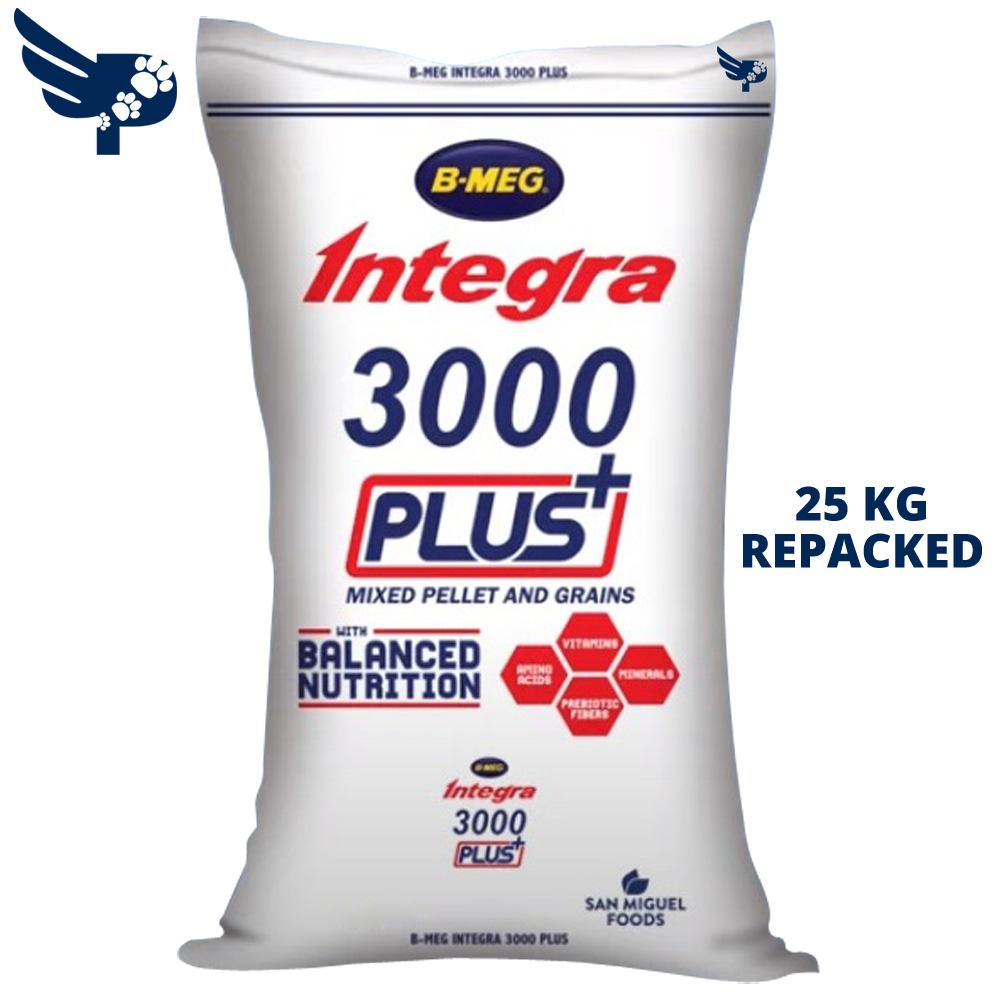 B-MEG INTEGRA 3000 PLUS
B-MEG®
Integra
3000
PLUS+
MIXED PELLET AND GRAINS
WITH
BALANCED
NUTRITION
VITAMINS
AMINO
ACIDS
MINERALS
PREBIOTIC
FIBERS
25 KG
REPACKED
B-MEG
Integra
3000
PLUS+
SAN MIGUEL
FOODS
B-MEG INTEGRA 3000 PLUS